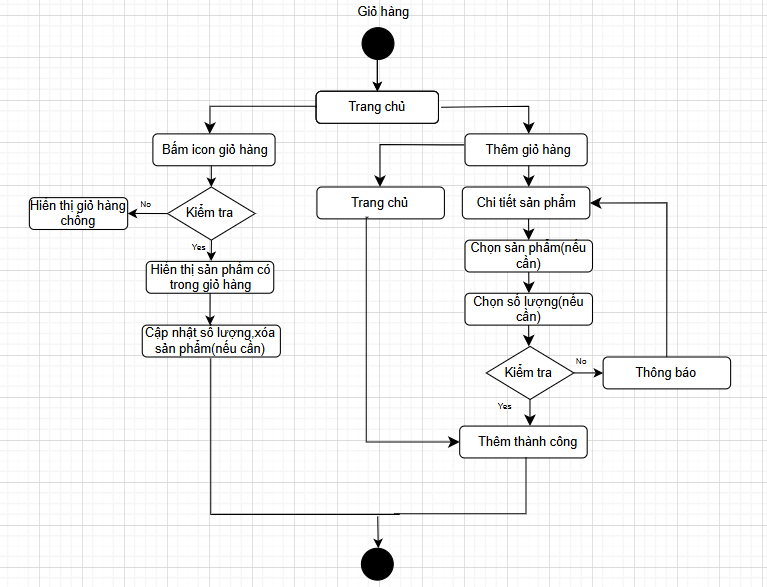 Giỏ hàng
Trang chủ
Bấm icon giỏ hàng
Thêm giỏ hàng
Hiển thị giỏ hàng
chống
No
Kiểm tra
Trang chủ
Chi tiết sản phẩm
Yes
Chọn sản phẩm(nếu
cần)
Hiển thị sản phẩm có
trong giỏ hàng
Chọn số lượng(nếu
cần)
Cập nhật số lượng,xóa
sản phẩm(nếu cần)
Kiểm tra
No
Thông báo
Yes
Thêm thành công